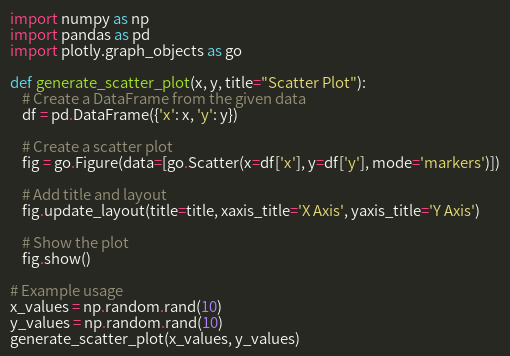 import numpy as np
import pandas as pd
import plotly.graph_objects as go

def generate_scatter_plot(x, y, title="Scatter Plot"):
    # Create a DataFrame from the given data
    df = pd.DataFrame({'x': x, 'y': y})

    # Create a scatter plot
    fig = go.Figure(data=[go.Scatter(x=df['x'], y=df['y'], mode='markers')])

    # Add title and layout
    fig.update_layout(title=title, xaxis_title='X Axis', yaxis_title='Y Axis')

    # Show the plot
    fig.show()

# Example usage
x_values = np.random.rand(10)
y_values = np.random.rand(10)
generate_scatter_plot(x_values, y_values)